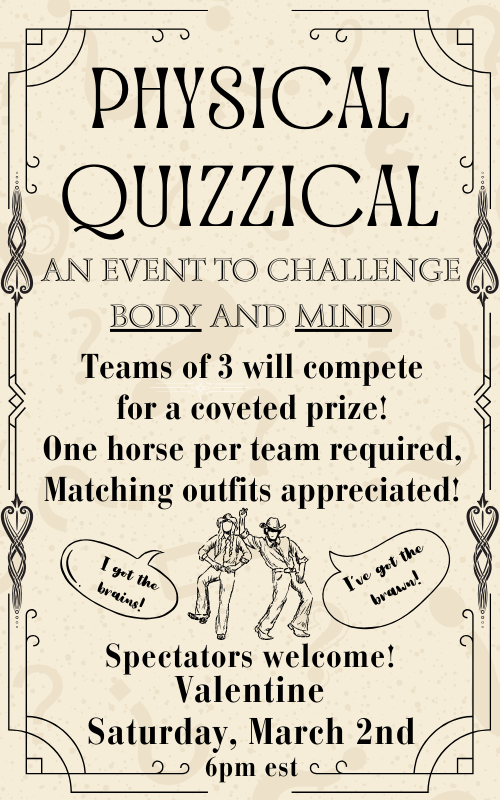 PHYSICAL
QUIZZICAL
AN EVENT TO CHALLENGE
BODY AND MIND
Teams of 3 will compete
for a coveted prize!
One horse per team required,
Matching outfits appreciated!
I got the
brains!
I've got the
brawn!
Spectators welcome!
Valentine
Saturday, March 2nd
6pm est